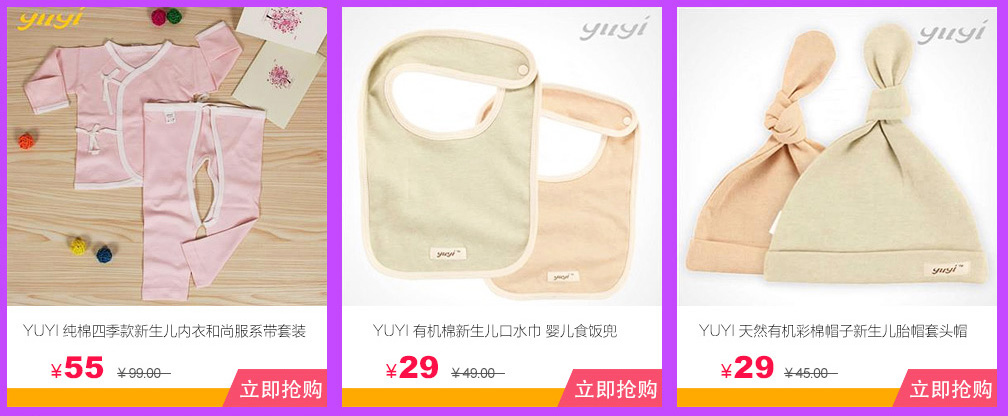 yuyi
YUYI 纯棉四季款新生儿内衣和尚服系带套装
¥55 ¥99.00
立即抢购
yuyi
yuyi™
yuyi™
YUYI 有机棉新生儿口水巾 婴儿食饭兜
¥29 ¥49.00
立即抢购
yuyi
yuyi™
YUYI 天然有机彩棉帽子新生儿胎帽套头帽
¥29 ¥45.00
立即抢购